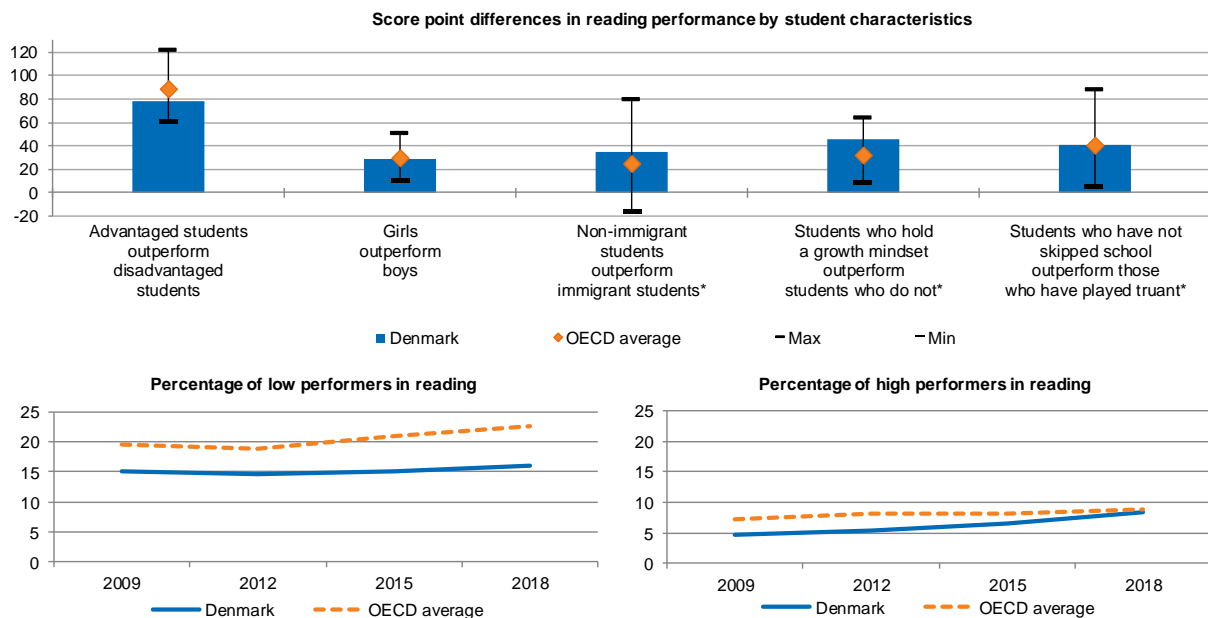 Score point differences in reading performance by student characteristics
120
100
80
60
40
20
0
-20
Advantaged students
outperform
disadvantaged
students
Girls
outperform
boys
Non-immigrant
students
outperform
immigrant students*
Students who hold
a growth mindset
outperform
students who do not*
Students who have not
skipped school
outperform those
who have played truant*
Denmark
OECD average
Max
Min
Percentage of low performers in reading
25
20
15
10
5
0
2009
2012
2015
2018
Denmark
OECD average
Percentage of high performers in reading
25
20
15
10
5
0
2009
2012
2015
2018
Denmark
OECD average